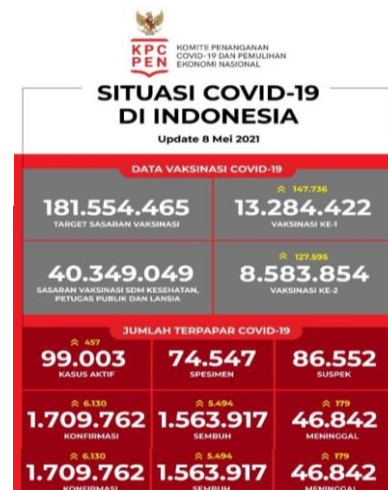 KPC PEN
KOMITE PENANGANAN
COVID-19 DAN PEMULIHAN
EKONOMI NASIONAL
SITUASI COVID-19
DI INDONESIA
Update 8 Mei 2021
DATA VAKSINASI COVID-19
181.554.465
TARGET SASARAN VAKSINASI
147.736
13.284.422
VAKSINASI KE-1
40.349.049
SASARAN VAKSINASI SDM KESEHATAN,
PETUGAS PUBLIK DAN LANSIA
127.595
8.583.854
VAKSINASI KE-2
JUMLAH TERPAPAR COVID-19
457
99.003
KASUS AKTIF
74.547
SPESIMEN
86.552
SUSPEK
6.130
1.709.762
KONFIRMASI
5.494
1.563.917
SEMBUH
179
46.842
MENINGGAL
6.130
1.709.762
KONFIRMASI
5.494
1.563.917
SEMBUH
179
46.842
MENINGGAL